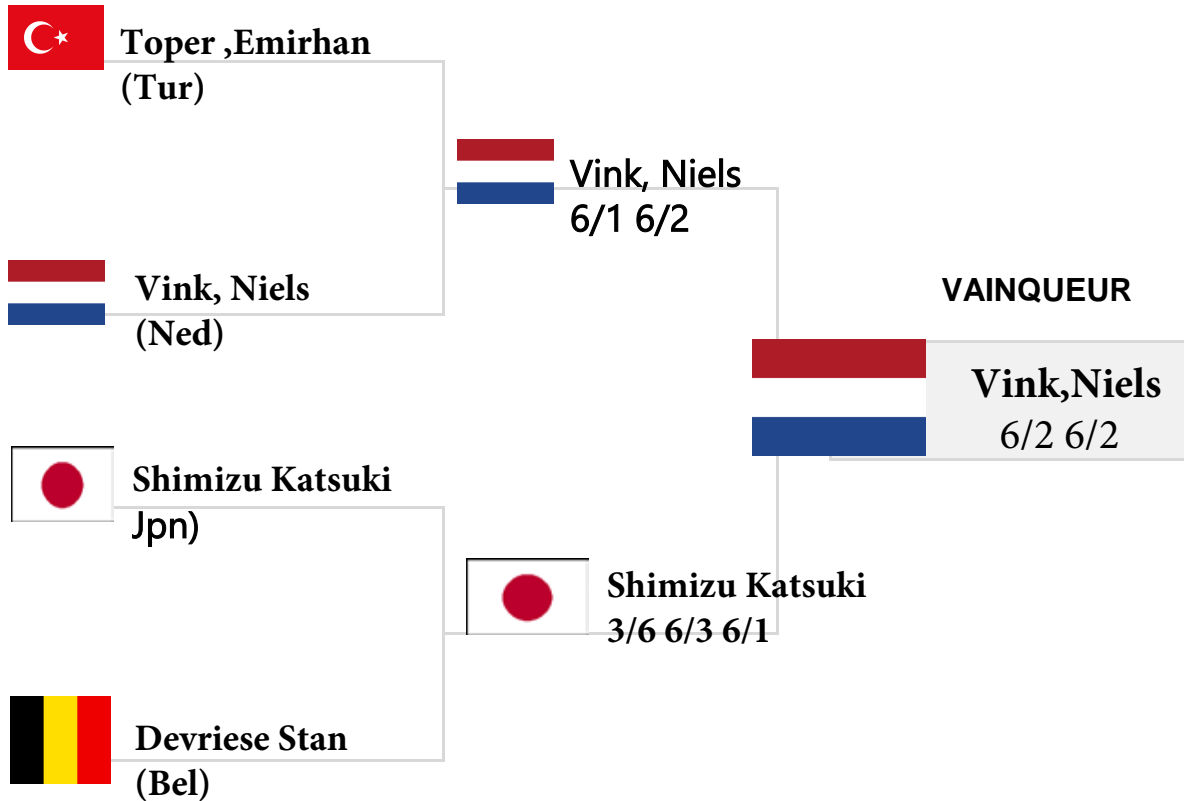 Toper ,Emirhan
(Tur)
Vink, Niels
6/1 6/2
Vink, Niels
(Ned)
VAINQUEUR
Vink,Niels
6/2 6/2
Shimizu Katsuki
Jpn)
Shimizu Katsuki
3/6 6/3 6/1
Devriese Stan
(Bel)